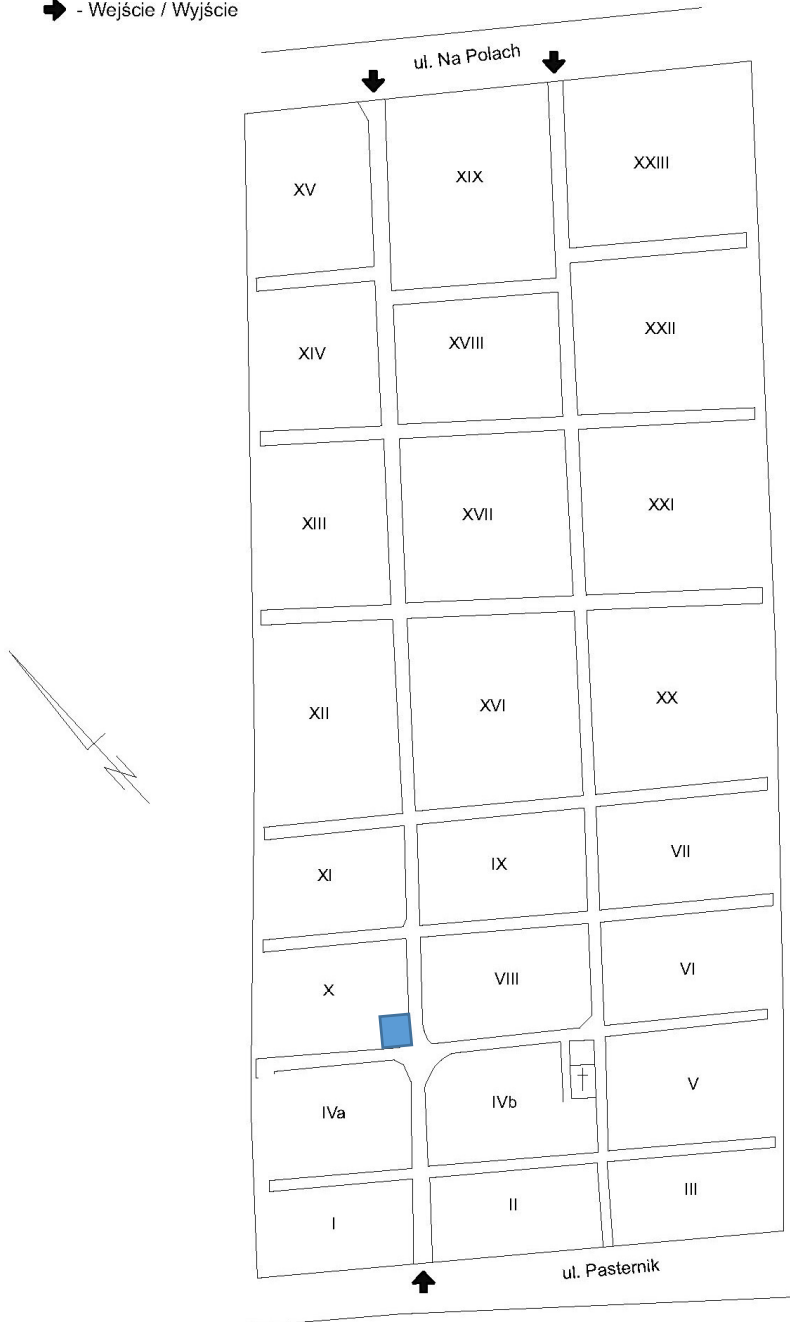 - Wejście / Wyjście
ul. Na Polach
XV
XIX
XXIII
XIV
XVIII
XXII
XIII
XVII
XXI
XII
XVI
XX
XI
IX
VII
X
VIII
VI
IVa
IVb
V
I
II
III
ul. Pasternik
N